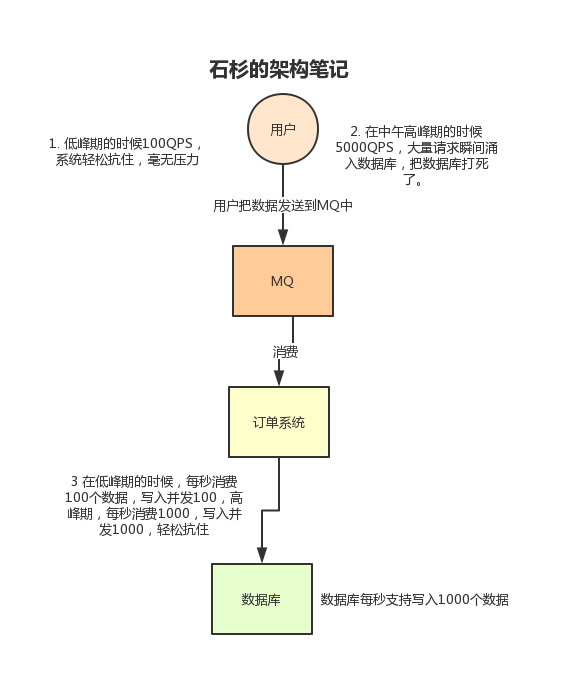 石杉的架构笔记
用户
1. 低峰期的时候100QPS，
系统轻松抗住，毫无压力
2. 在中午高峰期的时候
5000QPS，大量请求瞬间涌
入数据库，把数据库打死
了。
用户把数据发送到MQ中
MQ
消费
订单系统
3 在低峰期的时候，每秒消费
100个数据，写入并发100，高
峰期，每秒消费1000，写入并
发1000，轻松抗住
数据库
数据库每秒支持写入1000个数据